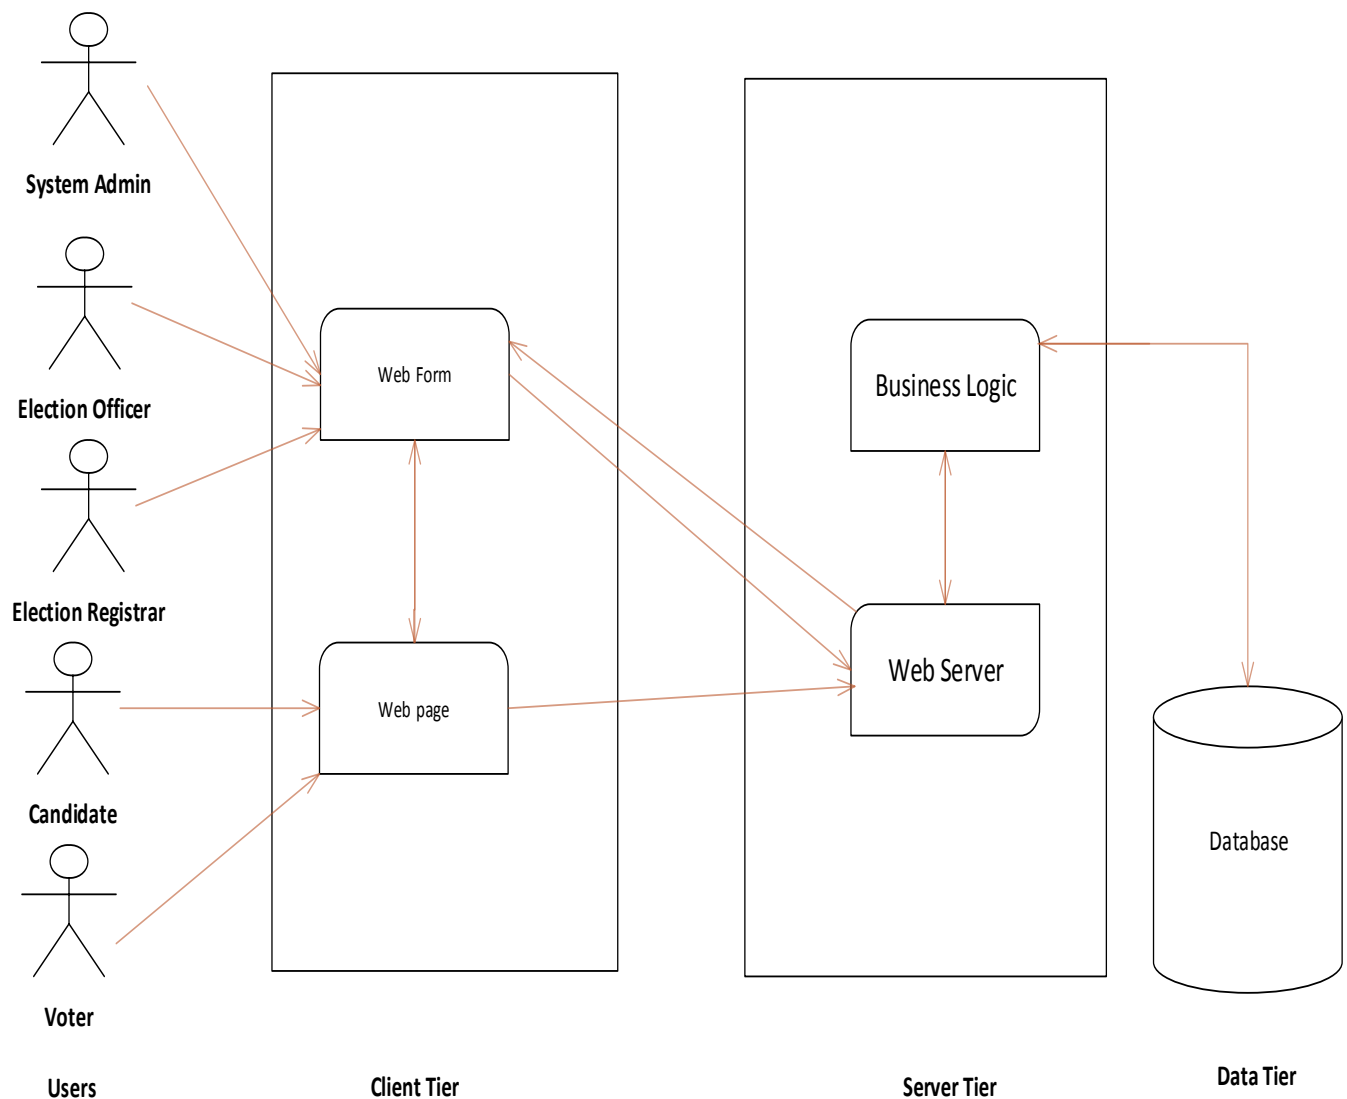 System Admin
Election Officer
Election Registrar
Candidate
Voter
Users
Web Form
Web page
Client Tier
Business Logic
Web Server
Server Tier
Database
Data Tier